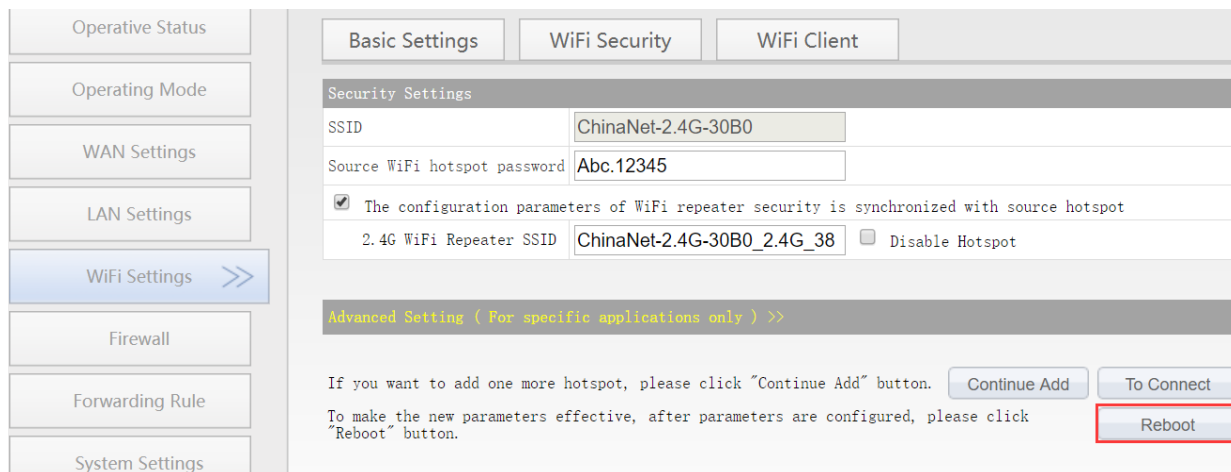 Operative Status
Operating Mode
WAN Settings
LAN Settings
WiFi Settings
Firewall
Forwarding Rule
System Settings
Basic Settings
WiFi Security
WiFi Client
Security Settings
SSID ChinaNet-2.4G-30B0
Source WiFi hotspot password Abc.12345
The configuration parameters of WiFi repeater security is synchronized with source hotspot
2.4G WiFi Repeater SSID ChinaNet-2.4G-30B0_2.4G_38 Disable Hotspot
Advanced Setting ( For specific applications only ) >>
If you want to add one more hotspot, please click "Continue Add" button. Continue Add To Connect
To make the new parameters effective, after parameters are configured, please click
"Reboot" button. Reboot